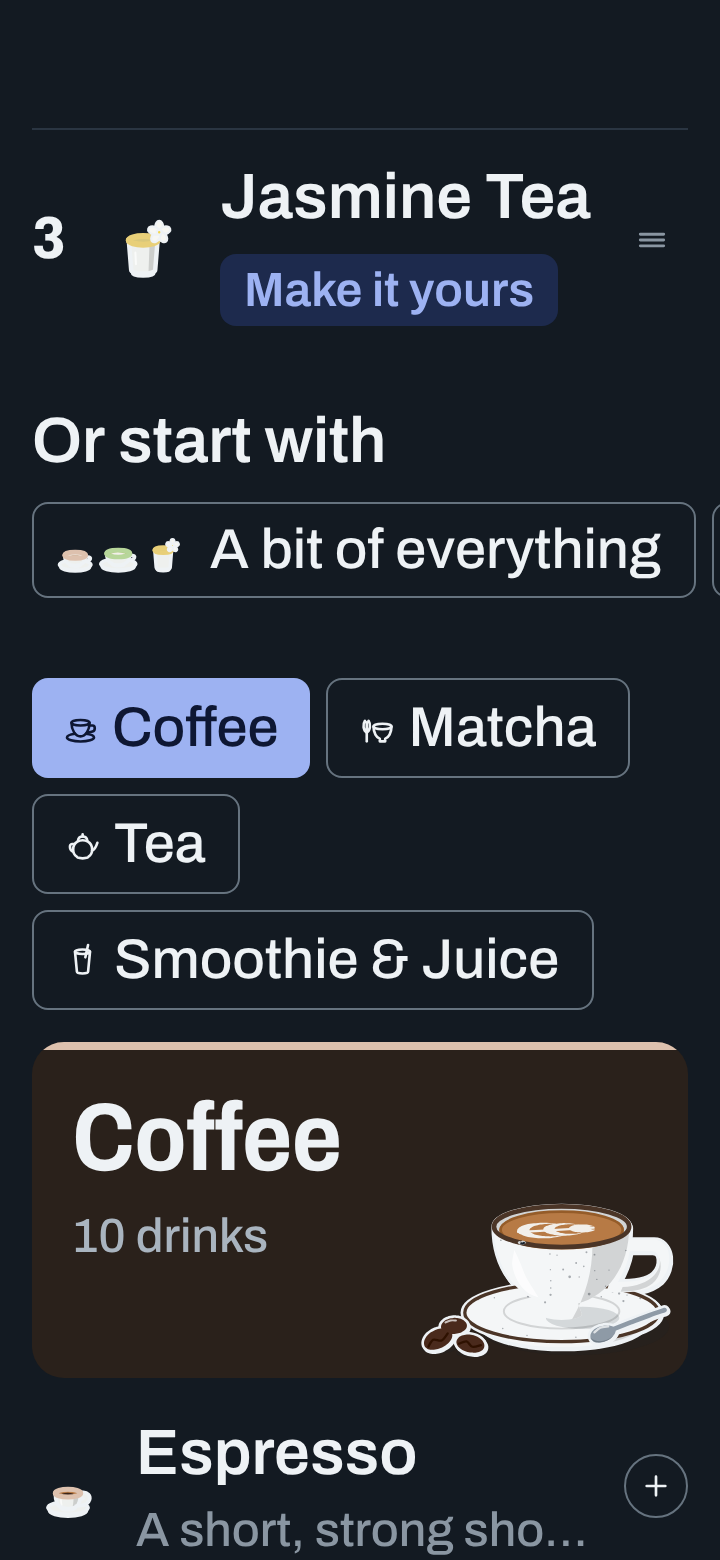 3
Jasmine Tea
Make it yours
Or start with
A bit of everything
Coffee
Matcha
Tea
Smoothie & Juice
Coffee
10 drinks
Espresso
A short, strong sho...